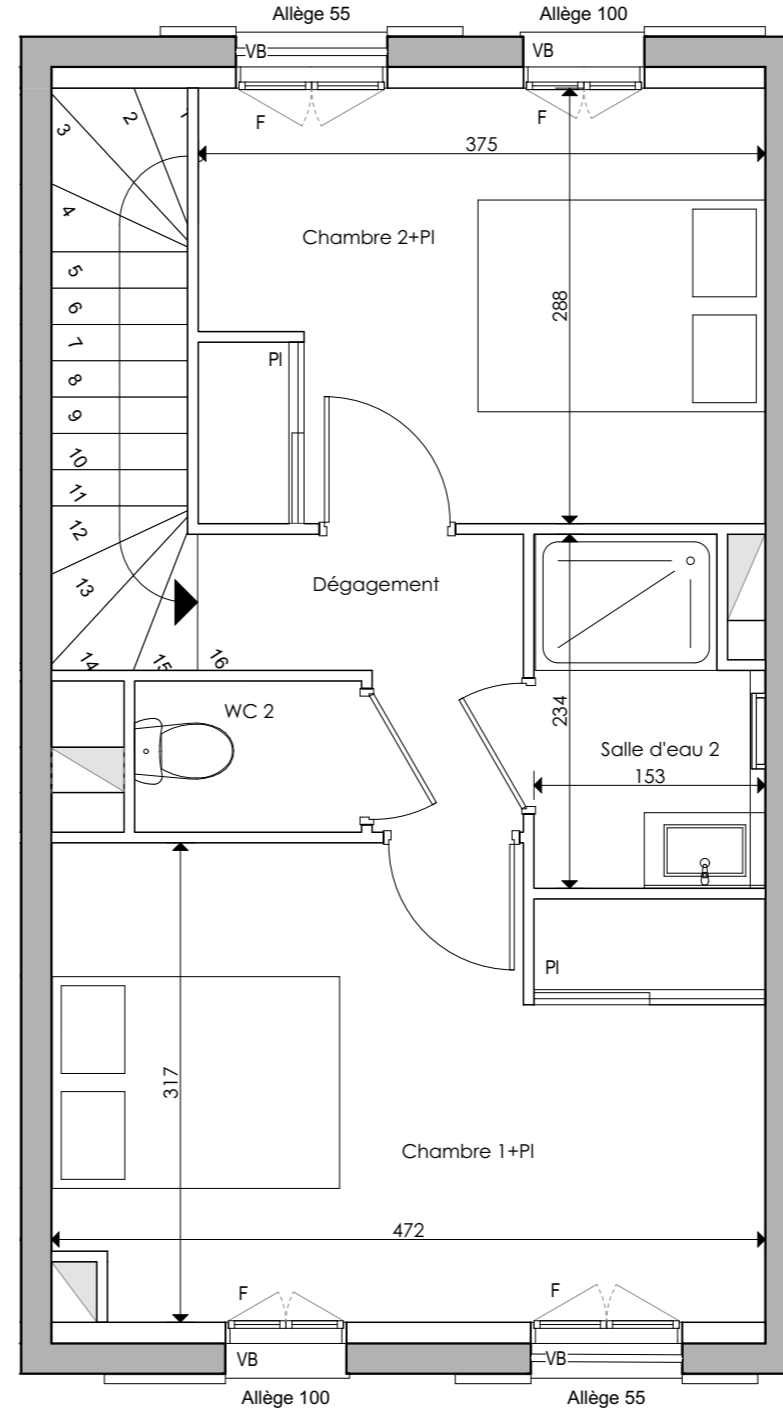 Allège 55
Allège 100
VB
VB
F
F
2
3
375
4
Chambre 2+Pl
5
6
288
7
Pl
8
9
10
11
12
13
Dégagement
14
15
16
WC 2
234
Salle d'eau 2
153
Pl
317
Chambre 1+Pl
472
F
F
VB
VB
Allège 100
Allège 55